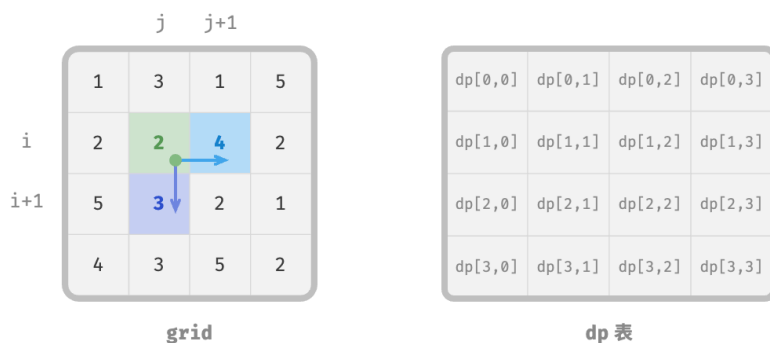 j j+1
1 3 1 5
i 2 2 4 2
i+1 5 3 2 1
4 3 5 2
grid
dp[0,0] dp[0,1] dp[0,2] dp[0,3]
dp[1,0] dp[1,1] dp[1,2] dp[1,3]
dp[2,0] dp[2,1] dp[2,2] dp[2,3]
dp[3,0] dp[3,1] dp[3,2] dp[3,3]
dp 表